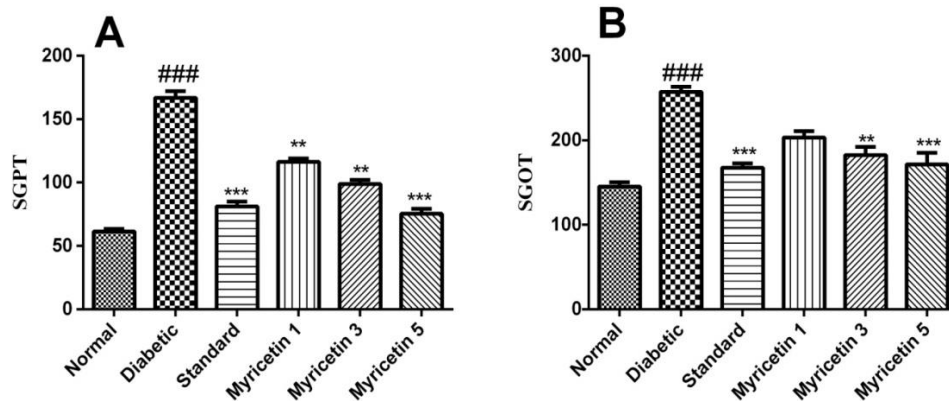 A
SGPT
200
150
100
50
0
###
***
**
**
***
Normal
Diabetic
Standard
Myricetin 1
Myricetin 3
Myricetin 5
B
SGOT
300
200
100
0
###
***
**
***
Normal
Diabetic
Standard
Myricetin 1
Myricetin 3
Myricetin 5